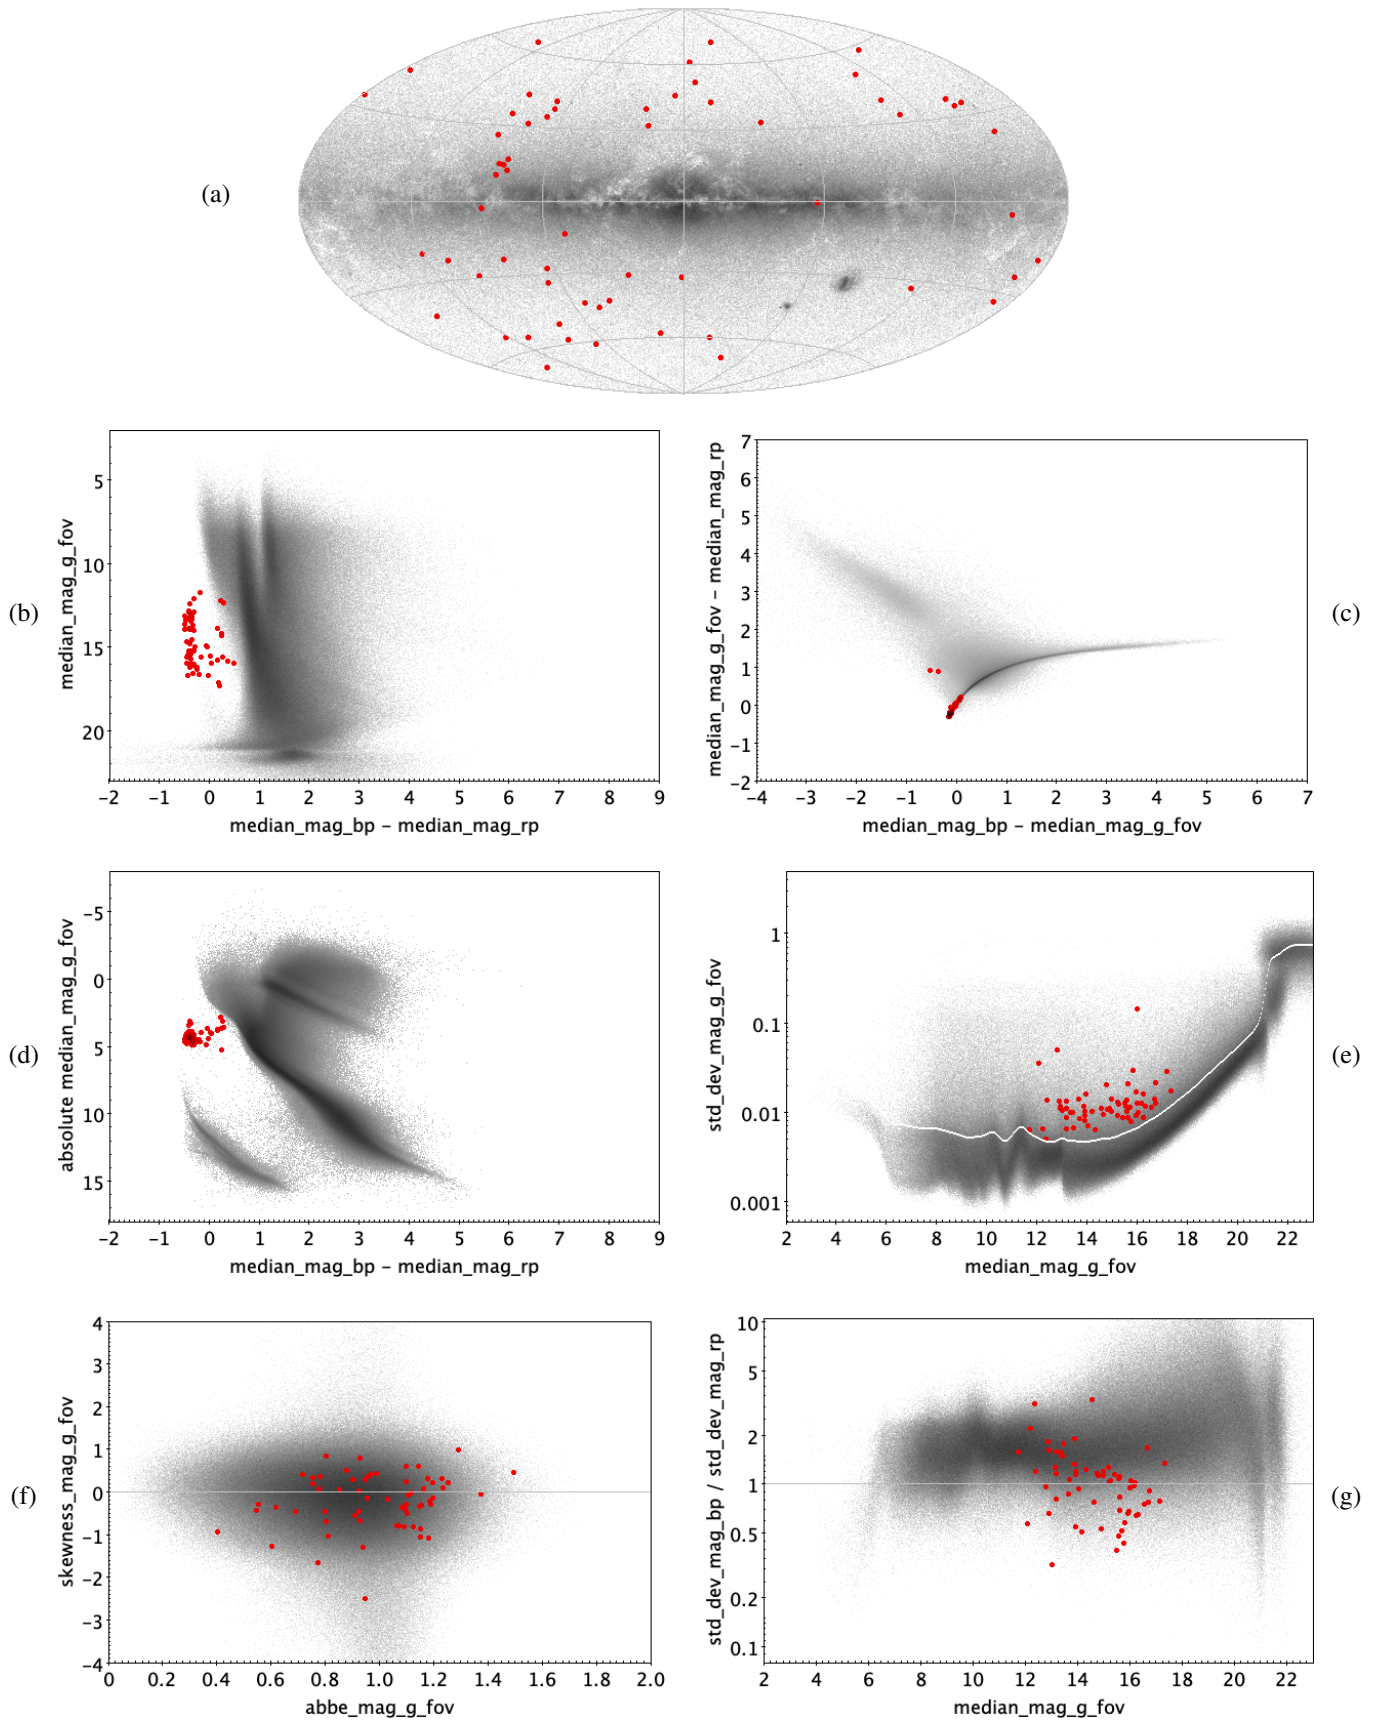 (a)
5
10
15
20
median_mag_g_fov
-2 -1 0 1 2 3 4 5 6 7 8 9
median_mag_bp - median_mag_rp
(b)
7
6
5
4
3
2
1
0
-1
-2
median_mag_g_fov - median_mag_rp
-4 -3 -2 -1 0 1 2 3 4 5 6 7
median_mag_bp - median_mag_g_fov
(c)
-5
0
5
10
15
absolute median_mag_g_fov
-2 -1 0 1 2 3 4 5 6 7 8 9
median_mag_bp - median_mag_rp
(d)
1
0.1
0.01
0.001
std_dev_mag_g_fov
2 4 6 8 10 12 14 16 18 20 22
median_mag_g_fov
(e)
4
3
2
1
0
-1
-2
-3
-4
skewness_mag_g_fov
0 0.2 0.4 0.6 0.8 1.0 1.2 1.4 1.6 1.8 2.0
abbe_mag_g_fov
(f)
10
5
2
1
0.5
0.2
0.1
std_dev_mag_bp / std_dev_mag_rp
2 4 6 8 10 12 14 16 18 20 22
median_mag_g_fov
(g)